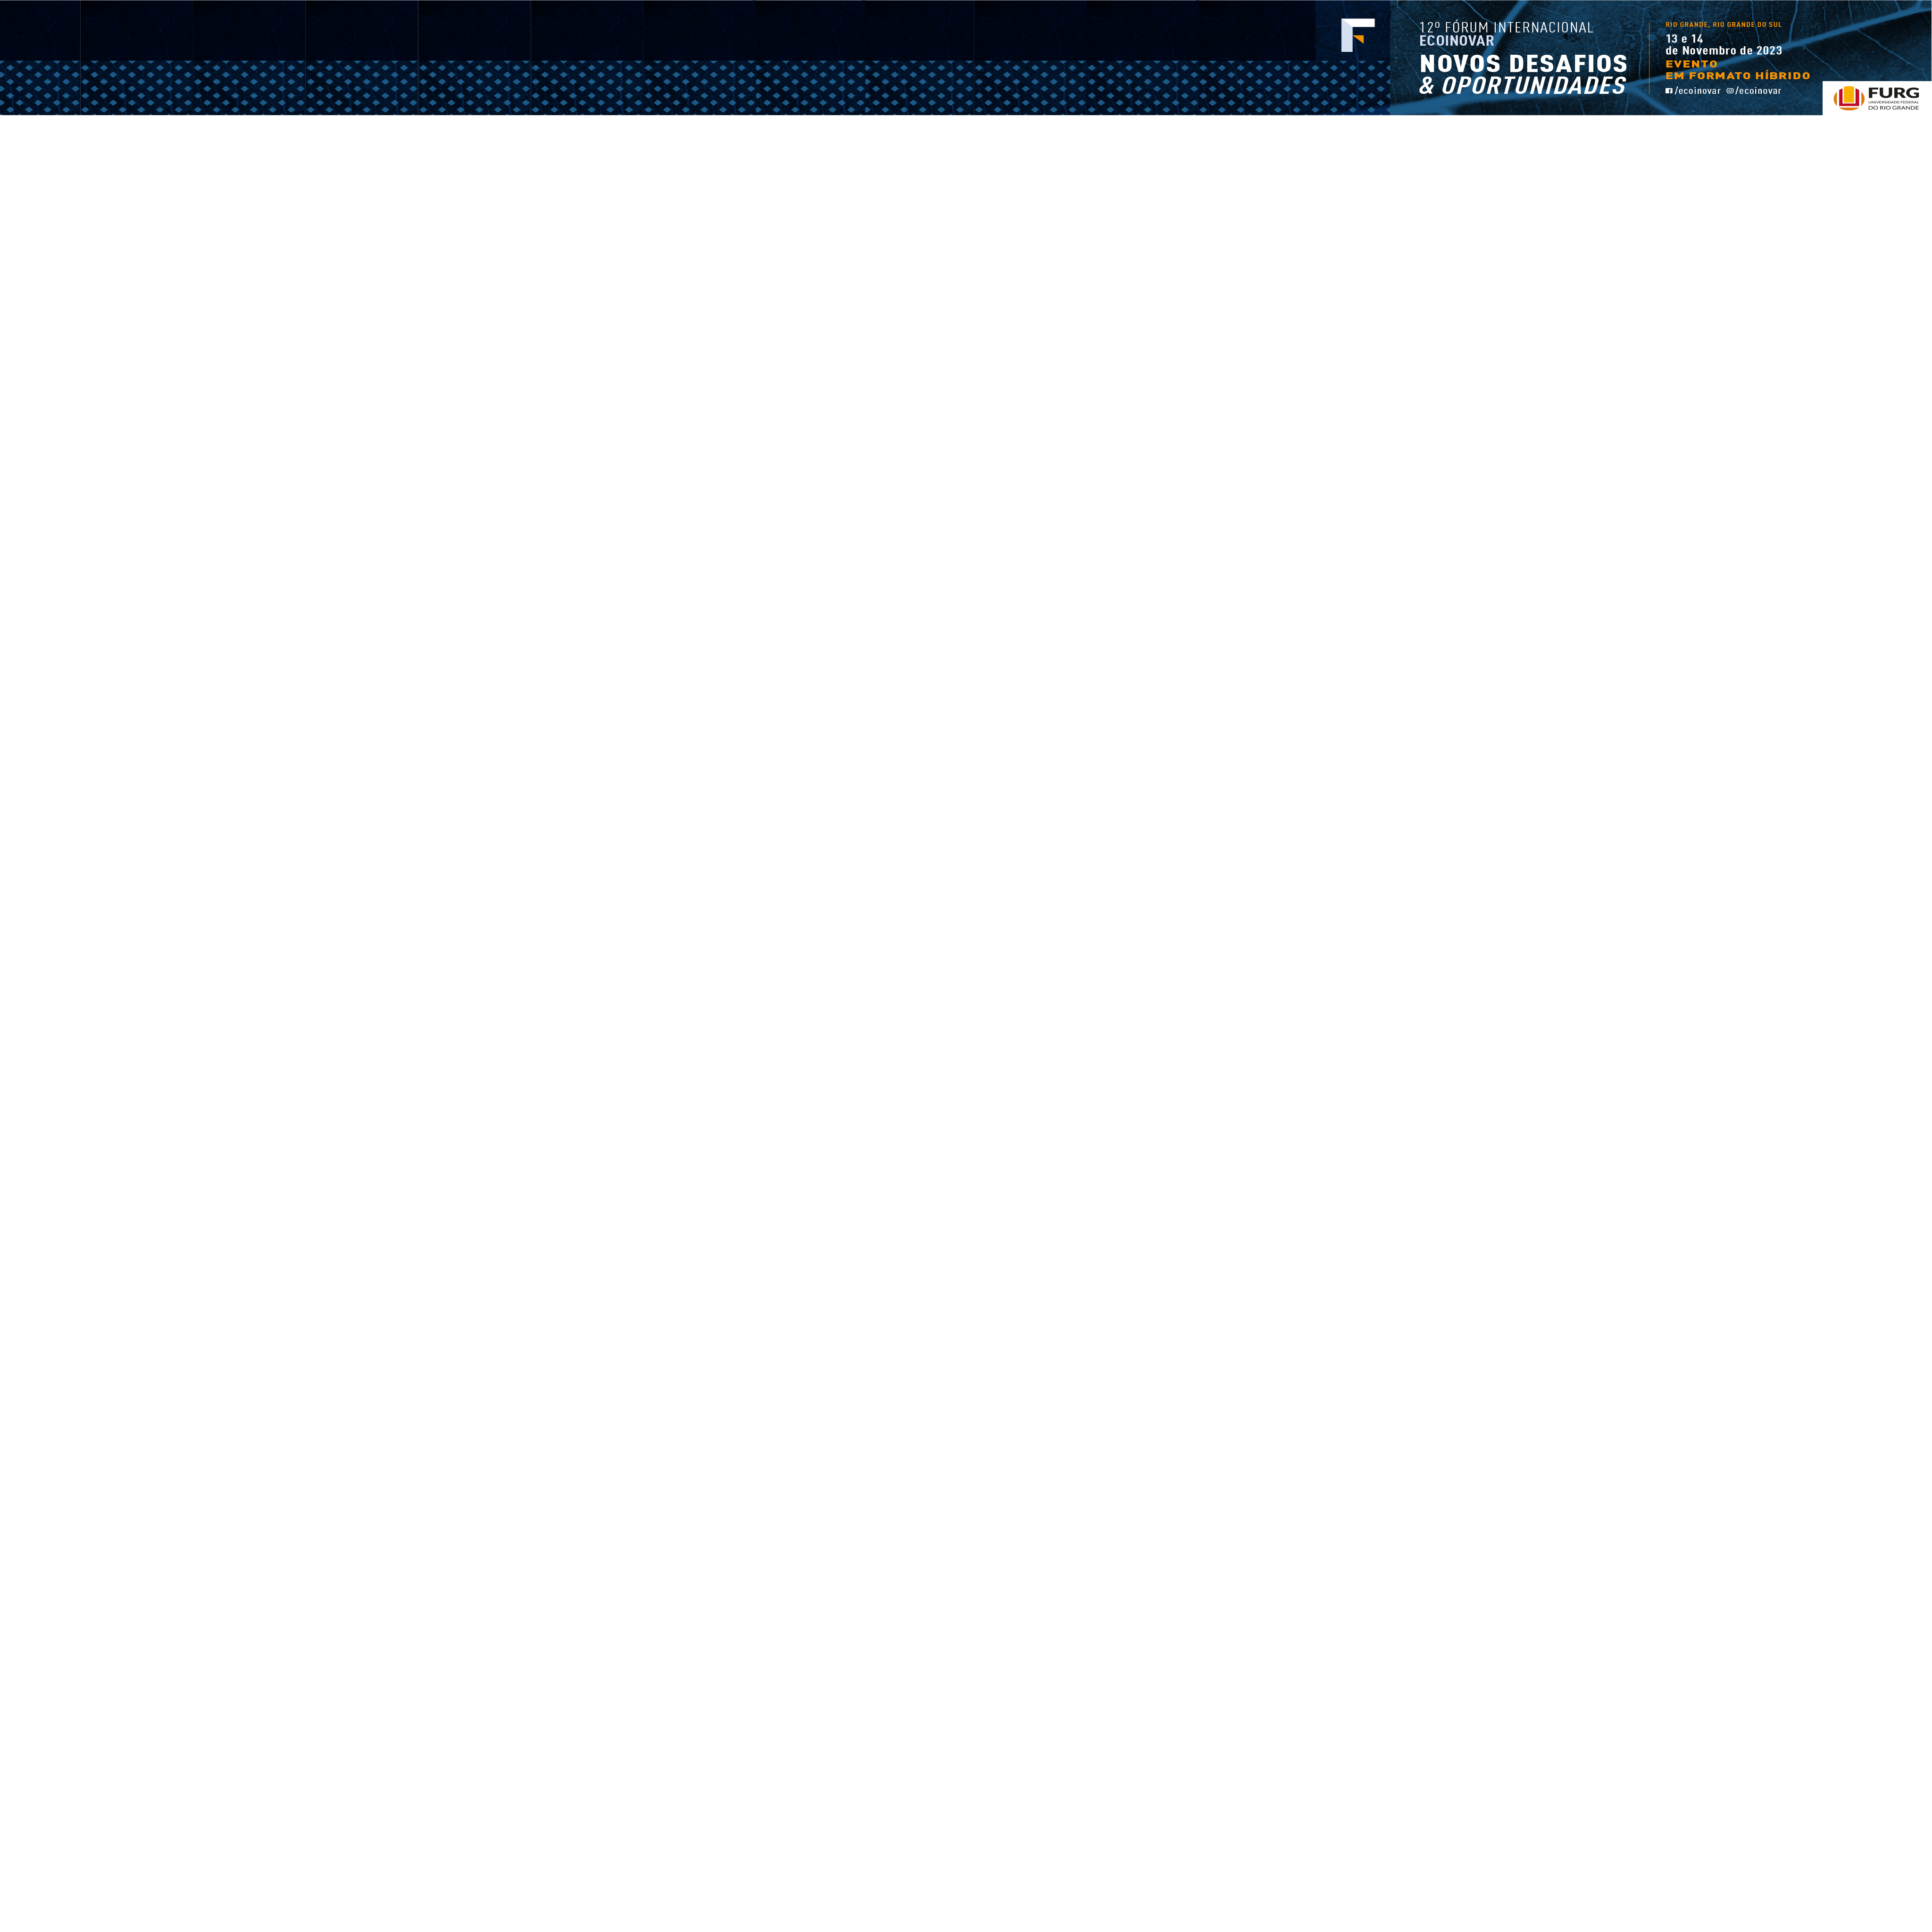 12º FÓRUM INTERNACIONAL
ECOINOVAR
NOVOS DESAFIOS
& OPORTUNIDADES
RIO GRANDE, RIO GRANDE DO SUL
13 e 14
de Novembro de 2023
EVENTO
EM FORMATO HÍBRIDO
/ecoinovar /ecoinovar
FURG
UNIVERSIDADE FEDERAL
DO RIO GRANDE